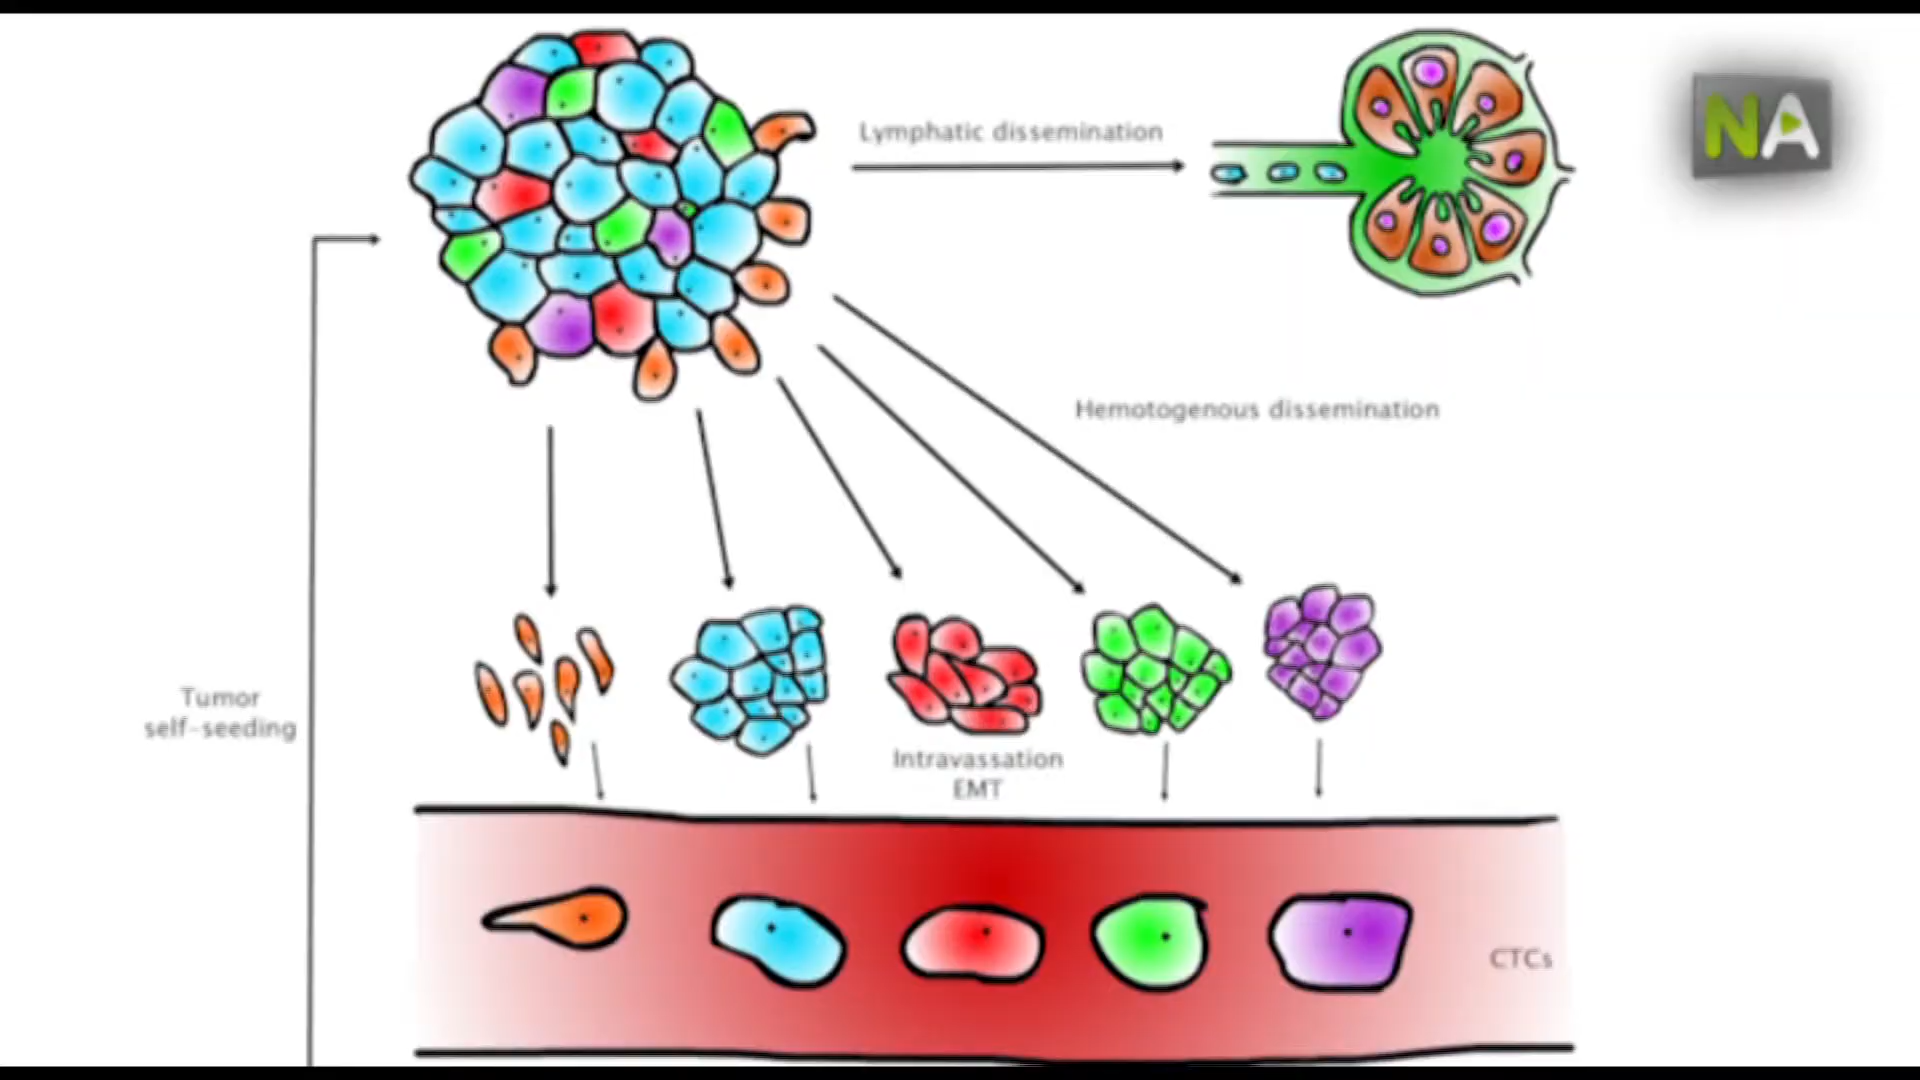 Lymphatic dissemination
NA
Hemotogenous dissemination
Tumor
self-seeding
Intravassation
EMT
CTCs